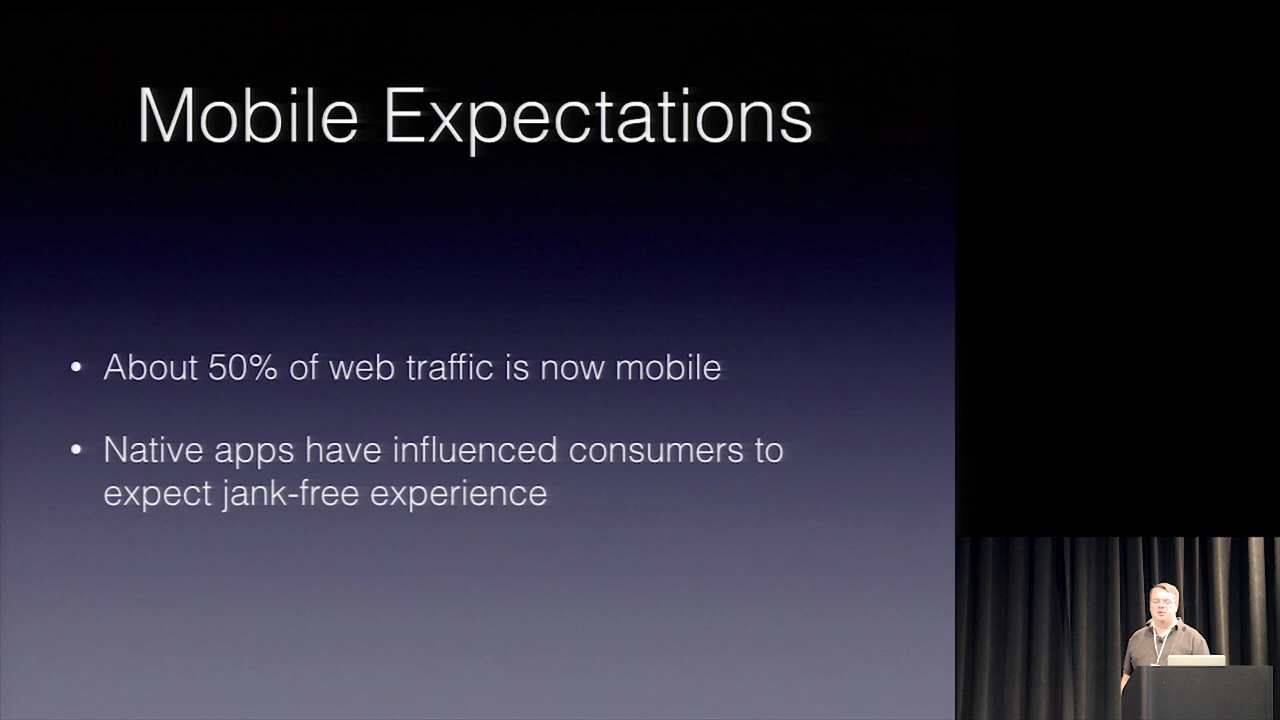 Mobile Expectations
• About 50% of web traffic is now mobile
• Native apps have influenced consumers to
expect jank-free experience